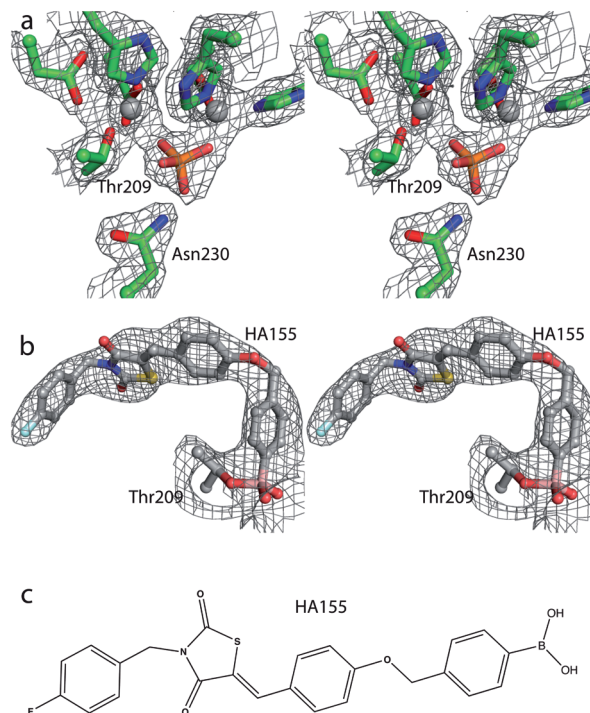 a
Thr209
Thr209
Asn230
Asn230
b
HA155
HA155
Thr209
Thr209
c
HA155
O
S
N
O
F
O
B
OH
OH